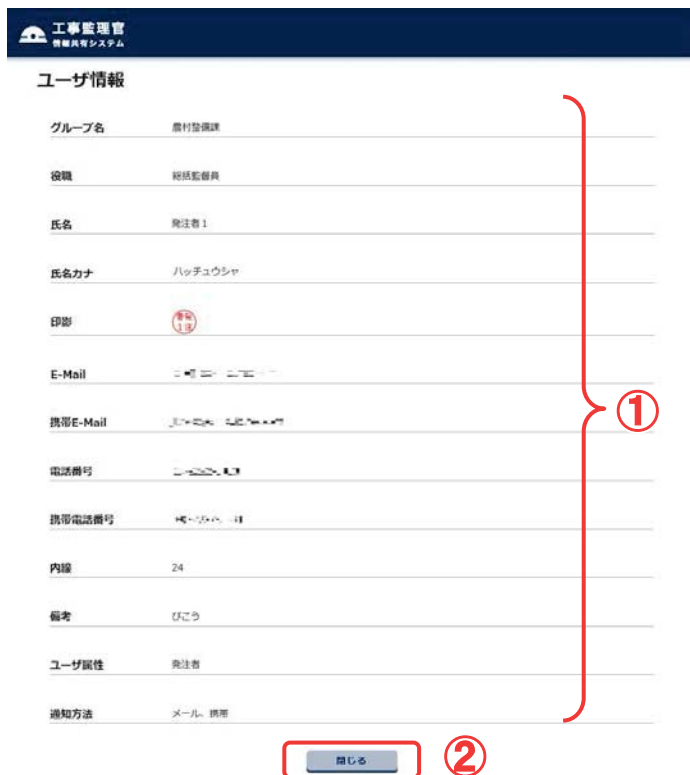 工事監理官
情報共有システム
ユーザ情報
グループ名 農村整備課
役職 総括監督員
氏名 発注者1
氏名カナ ハッチュウシャ
印影
E-Mail
携帯E-Mail
電話番号
携帯電話番号
内線 24
備考 びこう
ユーザ属性 発注者
通知方法 メール、携帯
①
閉じる ②